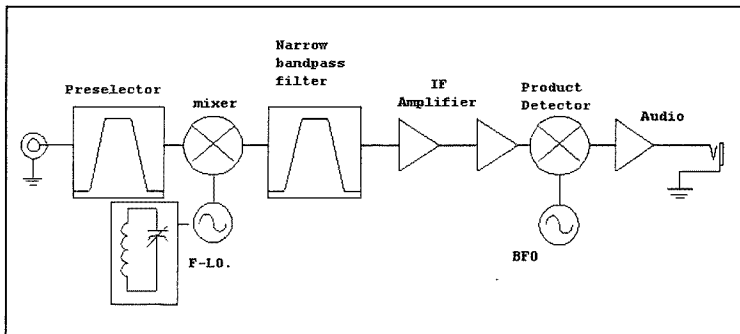 Preselector
mixer
Narrow
bandpass
filter
IF
Amplifier
Product
Detector
Audio
F-LO.
BFO